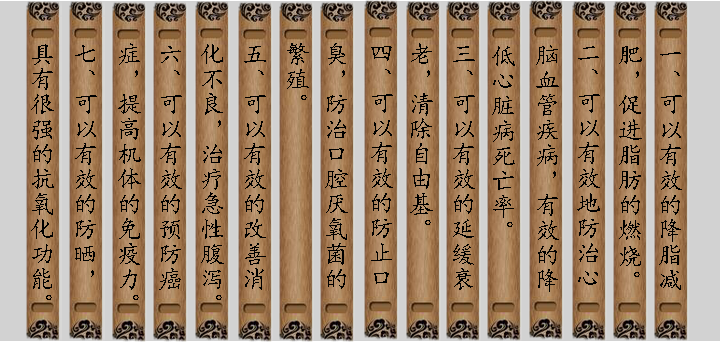 一、可以有效的降脂减
肥，促进脂肪的燃烧。
二、可以有效地防治心
脑血管疾病，有效的降
低心脏病死亡率。
三、可以有效的延缓衰
老，清除自由基。
四、可以有效的防止口
臭，防治口腔厌氧菌的
繁殖。
五、可以有效的改善消
化不良，治疗急性腹泻。
六、可以有效的预防癌
症，提高机体的免疫力。
七、可以有效的防晒，
具有很强的抗氧化功能。